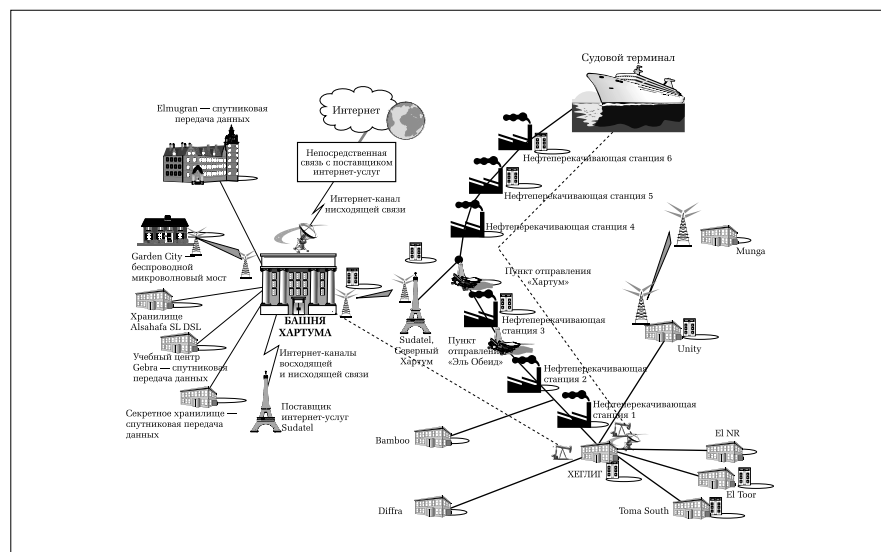 Судовой терминал
Elmugran — спутниковая
передача данных
Интернет
Непосредственная
связь с поставщиком
интернет-услуг
Интернет-канал
нисходящей связи
Нефтеперекачивающая станция 6
Нефтеперекачивающая станция 5
Нефтеперекачивающая станция 4
Munga
Garden City —
беспроводной
микроволновый мост
Пункт отправления
«Хартум»
Хранилище
Alsahafa SL DSL
БАШНЯ
ХАРТУМА
Sudatel,
Северный
Хартум
Нефтеперекачивающая
станция 3
Пункт
отправления
«Эль Обеид»
Unity
Учебный центр
Gebra — спутниковая
передача данных
Интернет-каналы
восходящей
и нисходящей связи
Нефтеперекачивающая
станция 2
Секретное хранилище —
спутниковая передача
данных
Поставщик
интернет-услуг
Sudatel
Нефтеперекачивающая
станция 1
Bamboo
El NR
ХЕГЛИГ
El Toor
Diffra
Toma South